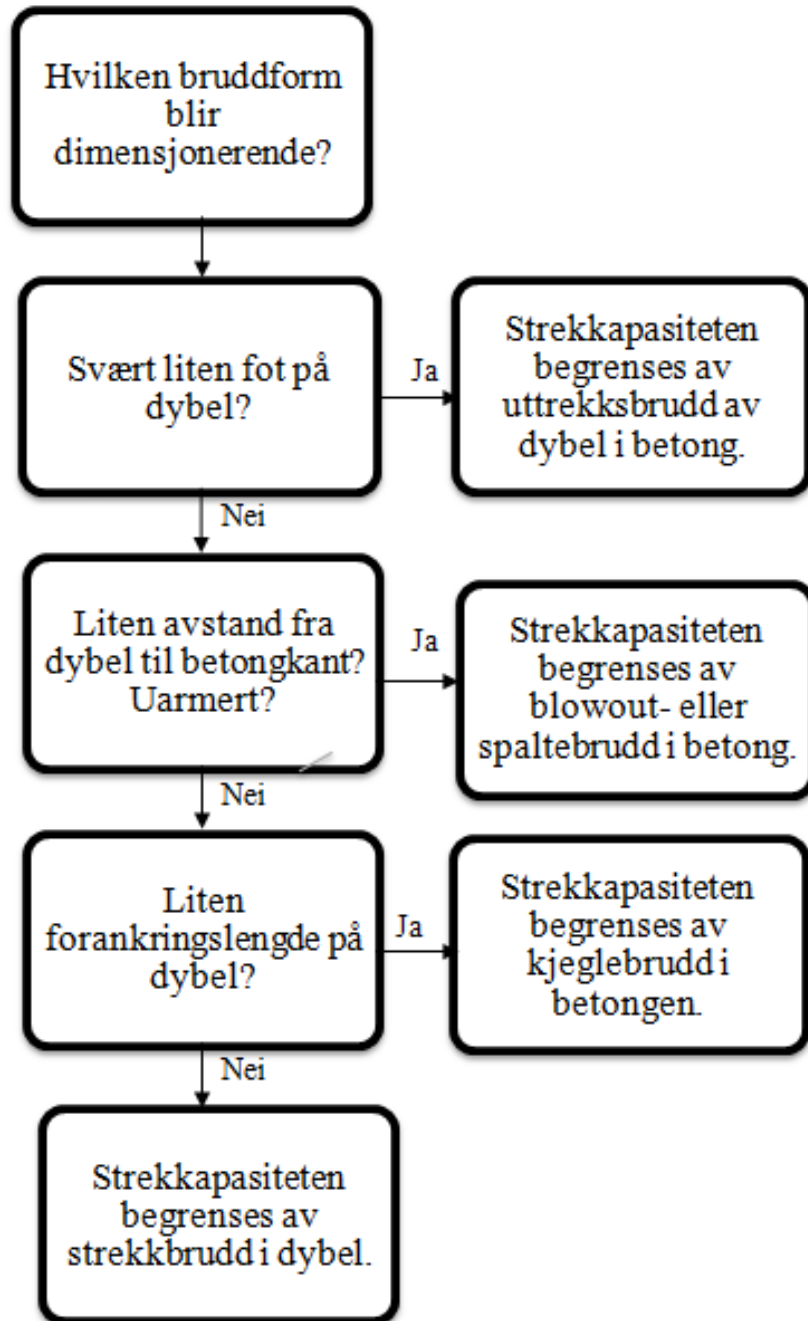 Hvilken bruddform
blir
dimensjonerende?
Svært liten fot på
dybel?
Ja
Strekkapasiteten
begrenses av
uttrekksbrudd av
dybel i betong.
Nei
Liten avstand fra
dybel til betongkant?
Uarmert?
Ja
Strekkapasiteten
begrenses av
blowout- eller
spaltebrudd i betong.
Nei
Liten
forankringslengde på
dybel?
Ja
Strekkapasiteten
begrenses av
kjeglebrudd i
betongen.
Nei
Strekkapasiteten
begrenses av
strekkbrudd i dybel.